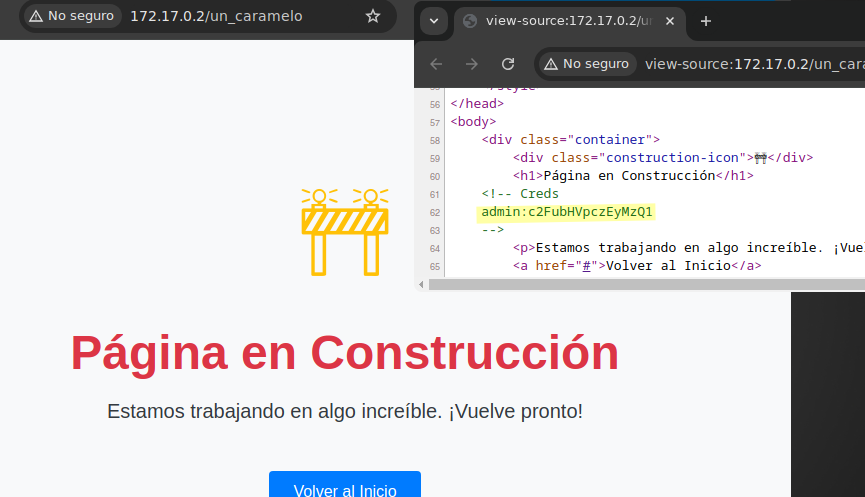 No seguro 172.17.0.2/un_caramelo
view-source:172.17.0.2/un
No seguro view-source:172.17.0.2/un_cara
56 </head>
57 <body>
58 <div class="container">
59 <div class="construction-icon">🚧</div>
60 <h1>Página en Construcción</h1>
61 <!-- Creds
62 admin:c2FubHVpczEyMzQ1
63 -->
64 <p>Estamos trabajando en algo increíble. ¡Vuel
65 <a href="#">Volver al Inicio</a>
Página en Construcción
Estamos trabajando en algo increíble. ¡Vuelve pronto!
Volver al Inicio